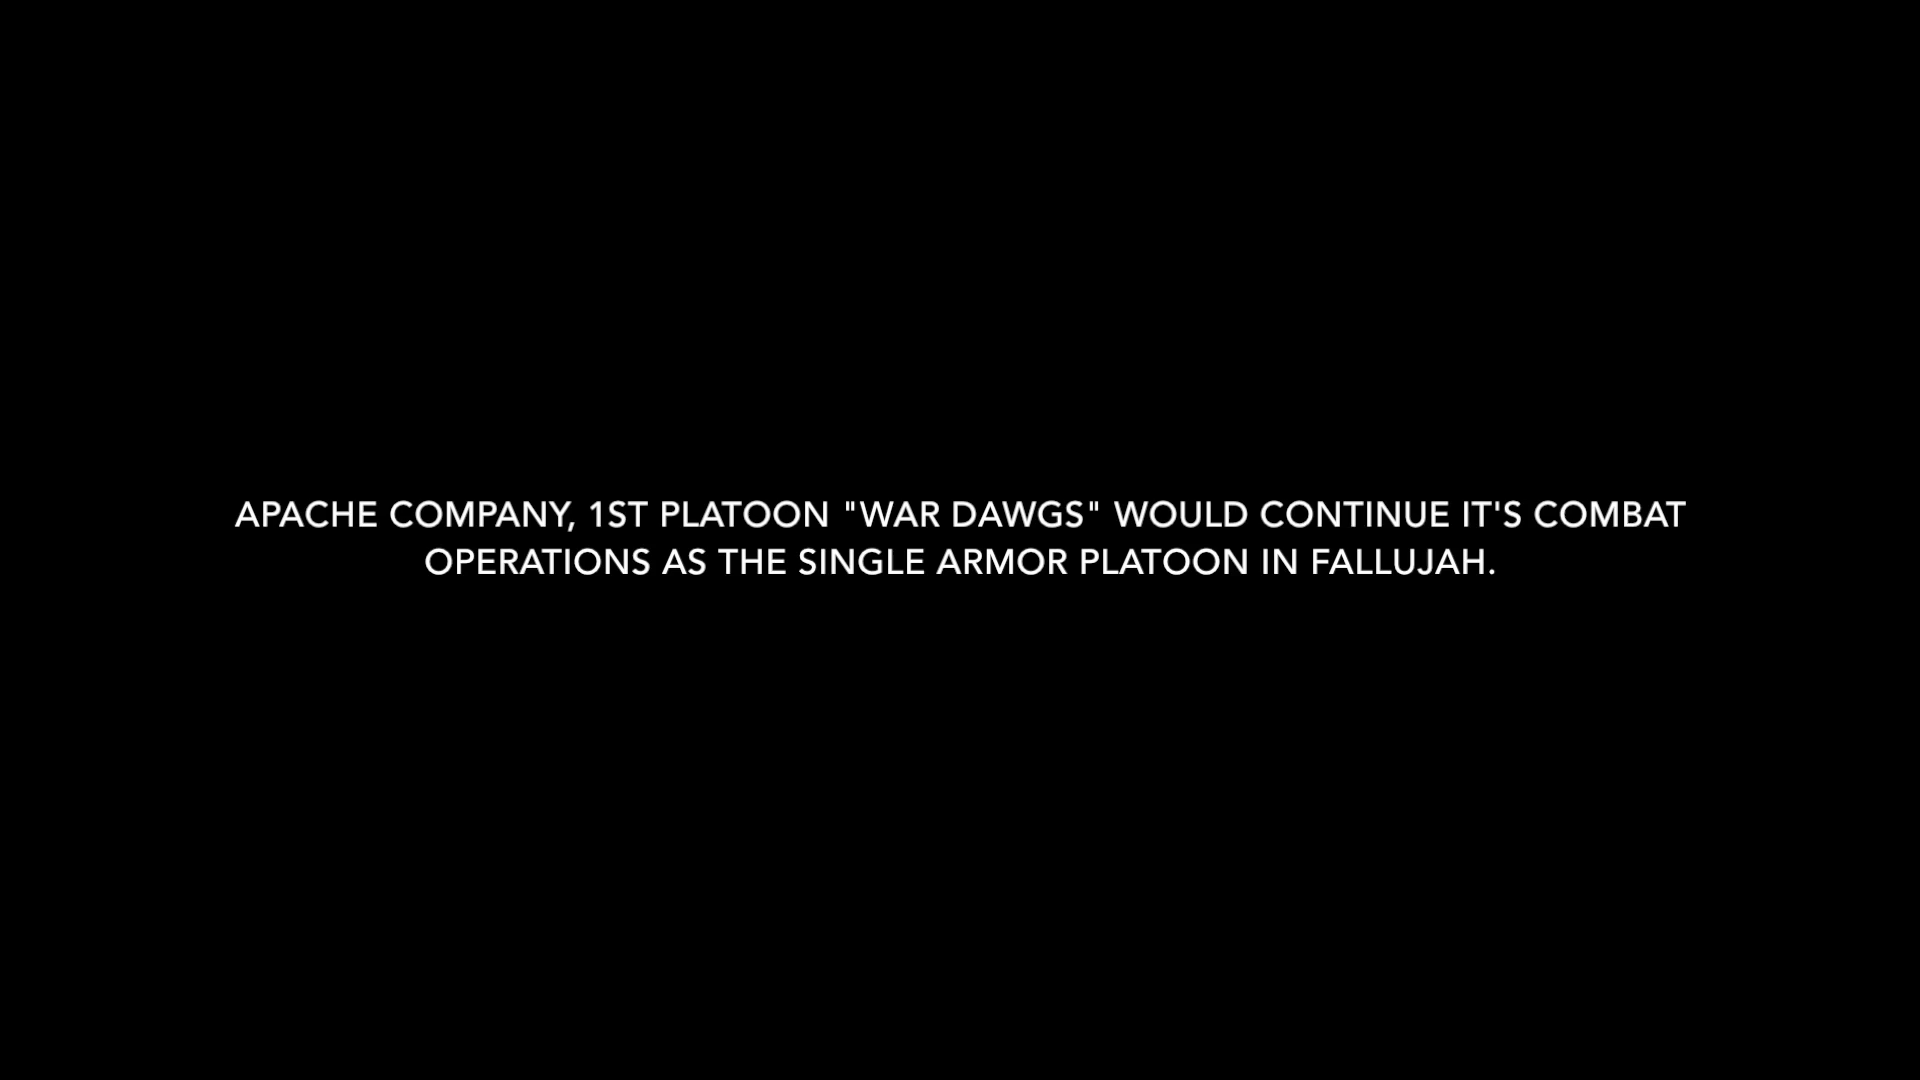 APACHE COMPANY, 1ST PLATOON "WAR DAWGS" WOULD CONTINUE IT'S COMBAT
OPERATIONS AS THE SINGLE ARMOR PLATOON IN FALLUJAH.